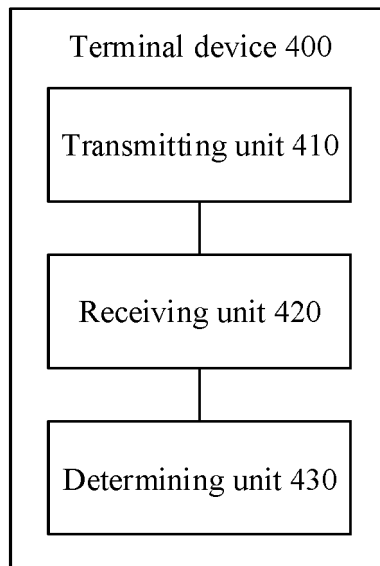 Terminal device 400
Transmitting unit 410
Receiving unit 420
Determining unit 430